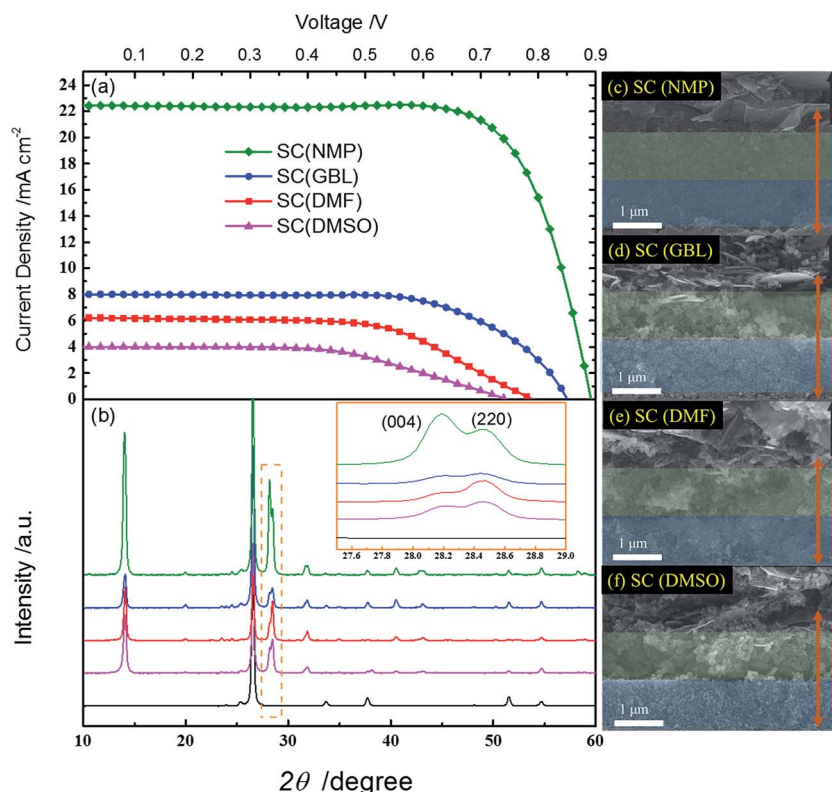 Voltage /V
0.1 0.2 0.3 0.4 0.5 0.6 0.7 0.8 0.9
(a)
24
22
20
18
16
14
12
10
8
6
4
2
0
Current Density /mA cm-2
SC(NMP)
SC(GBL)
SC(DMF)
SC(DMSO)
(b)
(004) (220)
27.6 27.8 28.0 28.2 28.4 28.6 28.8 29.0
Intensity /a.u.
10 20 30 40 50 60
2θ /degree
(c) SC (NMP)
1 μm
(d) SC (GBL)
1 μm
(e) SC (DMF)
1 μm
(f) SC (DMSO)
1 μm